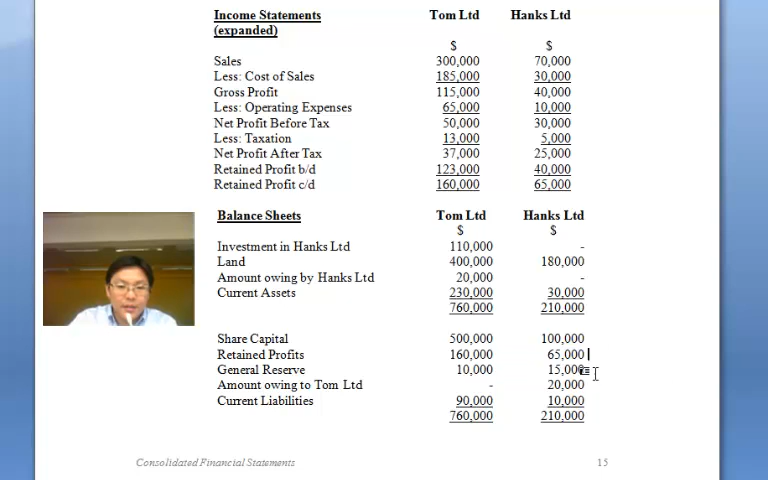 Income Statements Tom Ltd Hanks Ltd
(expanded)
$ $
Sales 300,000 70,000
Less: Cost of Sales 185,000 30,000
Gross Profit 115,000 40,000
Less: Operating Expenses 65,000 10,000
Net Profit Before Tax 50,000 30,000
Less: Taxation 13,000 5,000
Net Profit After Tax 37,000 25,000
Retained Profit b/d 123,000 40,000
Retained Profit c/d 160,000 65,000
Balance Sheets Tom Ltd Hanks Ltd
$ $
Investment in Hanks Ltd 110,000 -
Land 400,000 180,000
Amount owing by Hanks Ltd 20,000 -
Current Assets 230,000 30,000
760,000 210,000
Share Capital 500,000 100,000
Retained Profits 160,000 65,000
General Reserve 10,000 15,000
Amount owing to Tom Ltd - 20,000
Current Liabilities 90,000 10,000
760,000 210,000
Consolidated Financial Statements 15